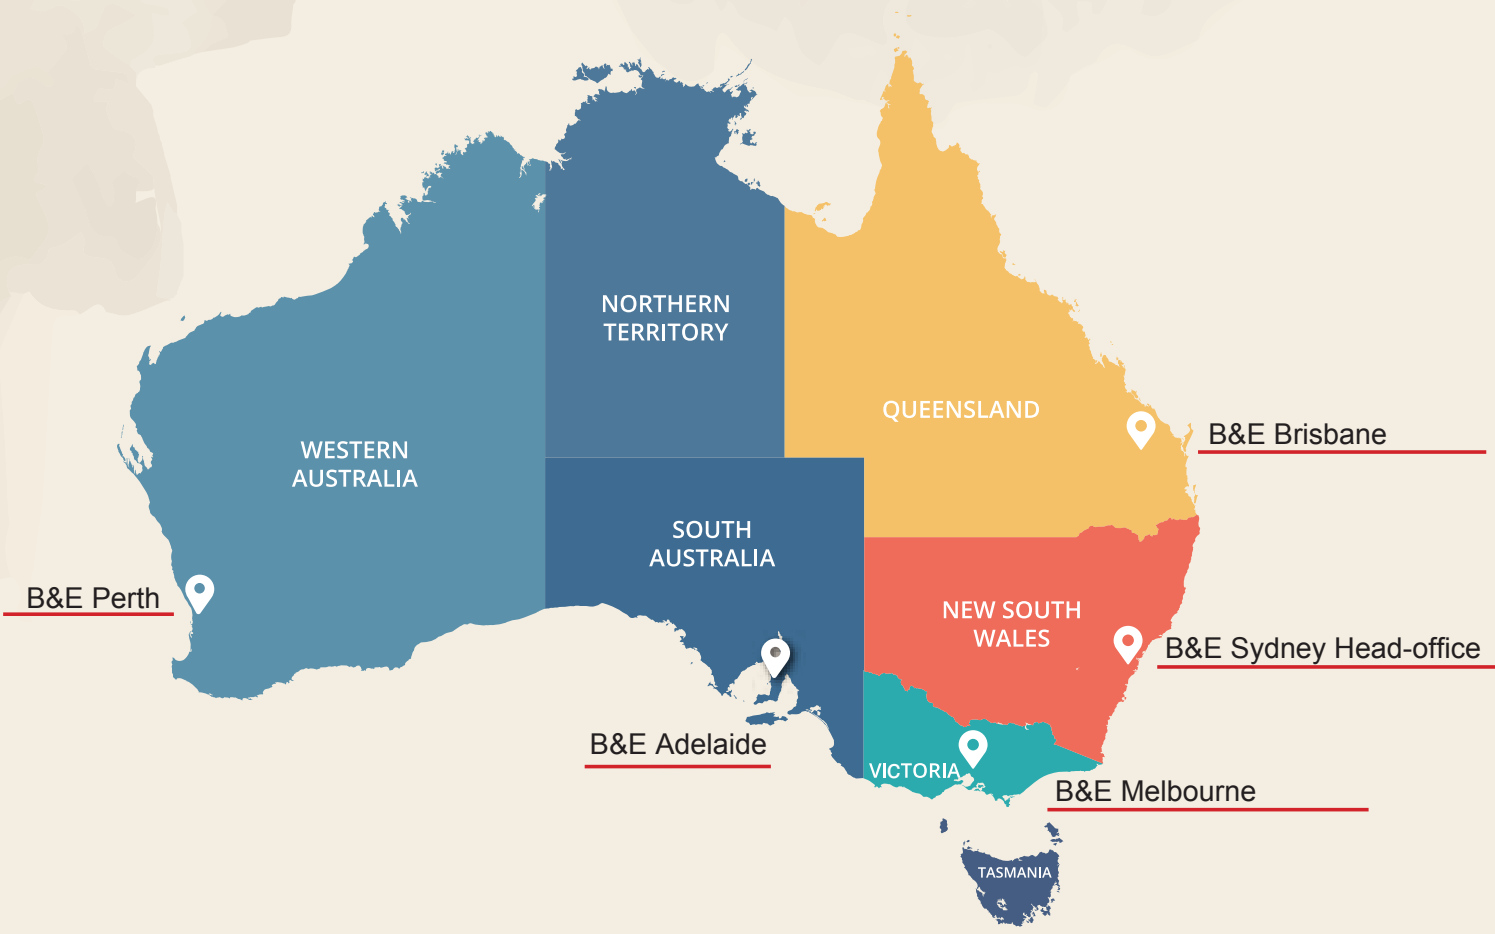 NORTHERN
TERRITORY
QUEENSLAND
B&E Brisbane
WESTERN
AUSTRALIA
SOUTH
AUSTRALIA
B&E Perth
NEW SOUTH
WALES
B&E Sydney Head-office
B&E Adelaide
VICTORIA
B&E Melbourne
TASMANIA